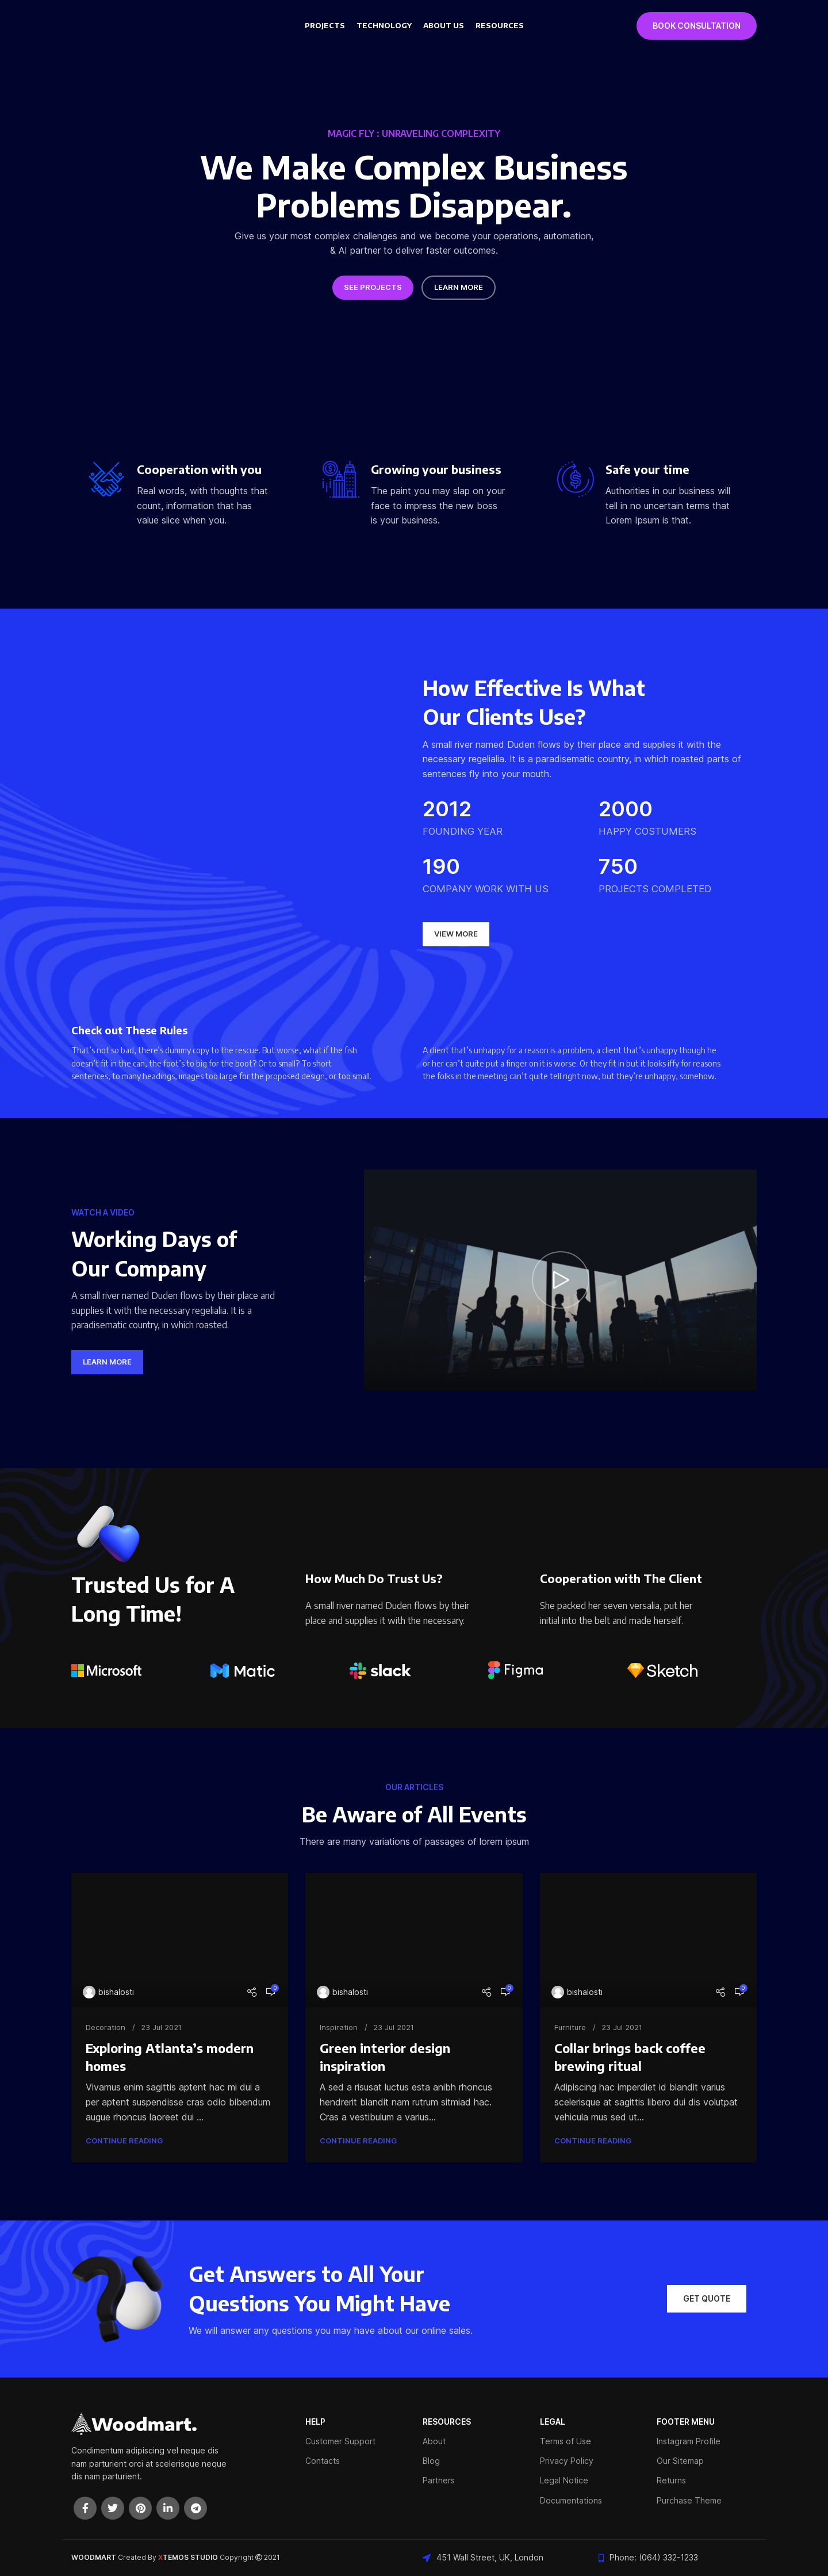 PROJECTS TECHNOLOGY ABOUT US RESOURCES
BOOK CONSULTATION
MAGIC FLY : UNRAVELING COMPLEXITY
We Make Complex Business
Problems Disappear.
Give us your most complex challenges and we become your operations, automation,
& AI partner to deliver faster outcomes.
SEE PROJECTS
LEARN MORE
Cooperation with you
Real words, with thoughts that
count, information that has
value slice when you.
Growing your business
The paint you may slap on your
face to impress the new boss
is your business.
Safe your time
Authorities in our business will
tell in no uncertain terms that
Lorem Ipsum is that.
How Effective Is What
Our Clients Use?
A small river named Duden flows by their place and supplies it with the
necessary regelialia. It is a paradisematic country, in which roasted parts of
sentences fly into your mouth.
2012
FOUNDING YEAR
2000
HAPPY COSTUMERS
190
COMPANY WORK WITH US
750
PROJECTS COMPLETED
VIEW MORE
Check out These Rules
That's not so bad, there's dummy copy to the rescue. But worse, what if the fish
doesn't fit in the can, the foot's to big for the boot? Or to small? To short
sentences, to many headings, images too large for the proposed design, or too small.
A client that's unhappy for a reason is a problem, a client that's unhappy though he
or her can't quite put a finger on it is worse. Or they fit in but it looks iffy for reasons
the folks in the meeting can't quite tell right now, but they're unhappy, somehow.
WATCH A VIDEO
Working Days of
Our Company
A small river named Duden flows by their place and
supplies it with the necessary regelialia. It is a
paradisematic country, in which roasted.
LEARN MORE
Trusted Us for A
Long Time!
How Much Do Trust Us?
A small river named Duden flows by their
place and supplies it with the necessary.
Cooperation with The Client
She packed her seven versalia, put her
initial into the belt and made herself.
Microsoft
Matic
slack
Figma
Sketch
OUR ARTICLES
Be Aware of All Events
There are many variations of passages of lorem ipsum
bishalosti
0
Decoration / 23 Jul 2021
Exploring Atlanta's modern
homes
Vivamus enim sagittis aptent hac mi dui a
per aptent suspendisse cras odio bibendum
augue rhoncus laoreet dui ...
CONTINUE READING
bishalosti
0
Inspiration / 23 Jul 2021
Green interior design
inspiration
A sed a risusat luctus esta anibh rhoncus
hendrerit blandit nam rutrum sitmiad hac.
Cras a vestibulum a varius...
CONTINUE READING
bishalosti
0
Furniture / 23 Jul 2021
Collar brings back coffee
brewing ritual
Adipiscing hac imperdiet id blandit varius
scelerisque at sagittis libero dui dis volutpat
vehicula mus sed ut...
CONTINUE READING
Get Answers to All Your
Questions You Might Have
We will answer any questions you may have about our online sales.
GET QUOTE
Woodmart.
Condimentum adipiscing vel neque dis
nam parturient orci at scelerisque neque
dis nam parturient.
HELP
Customer Support
Contacts
RESOURCES
About
Blog
Partners
LEGAL
Terms of Use
Privacy Policy
Legal Notice
Documentations
FOOTER MENU
Instagram Profile
Our Sitemap
Returns
Purchase Theme
WOODMART Created By XTEMOS STUDIO Copyright © 2021
451 Wall Street, UK, London
Phone: (064) 332-1233